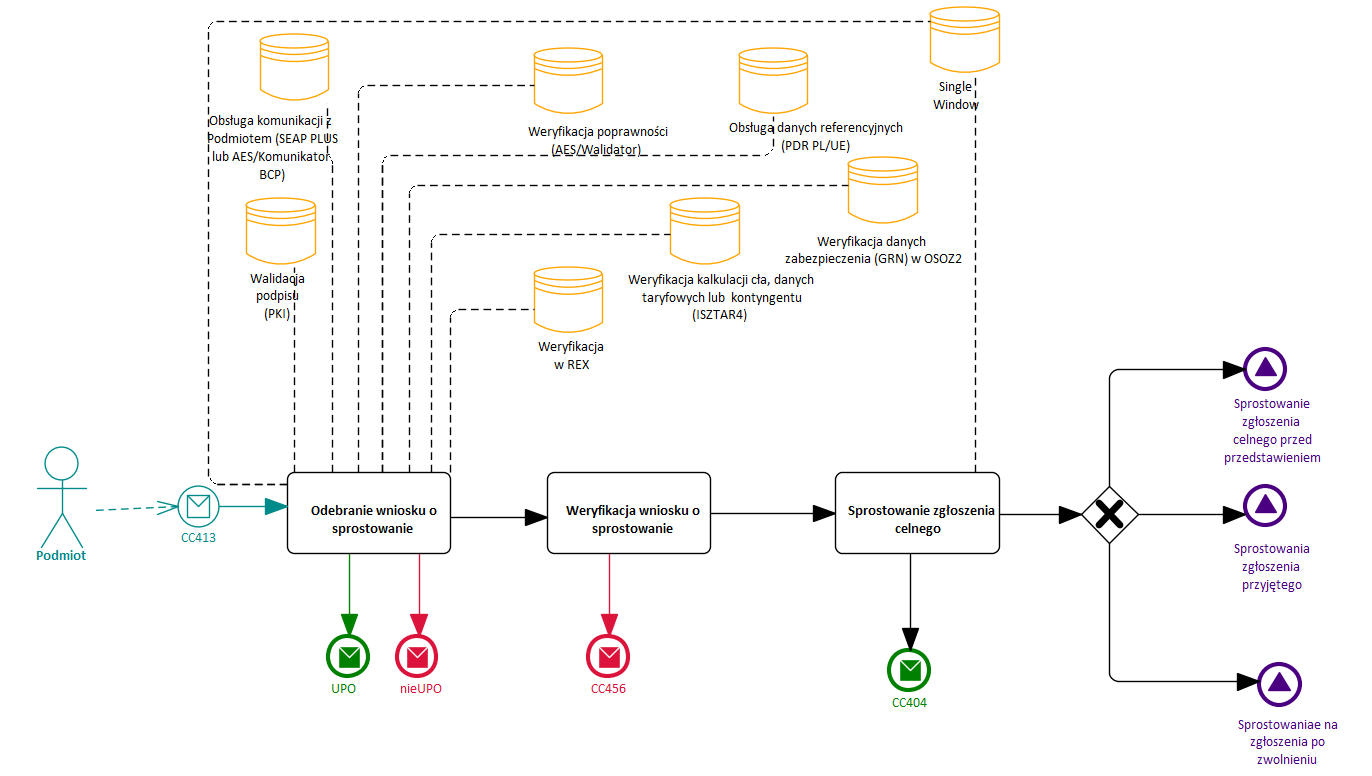 Single
Window
Obsługa komunikacji z
Podmiotem (SEAP PLUS
lub AES/Komunikator
BCP)
Weryfikacja poprawności
(AES/Walidator)
Obsługa danych referencyjnych
(PDR PL/UE)
Weryfikacja danych
zabezpieczenia (GRN) w OSOZ2
Walidacja
podpisu
(PKI)
Weryfikacja kalkulacji cła, danych
taryfowych lub kontyngentu
(ISZTAR4)
Weryfikacja
w REX
Podmiot
CC413
Odebranie wniosku o
sprostowanie
Weryfikacja wniosku o
sprostowanie
Sprostowanie zgłoszenia
celnego
UPO
nieUPO
CC456
CC404
Sprostowanie
zgłoszenia
celnego przed
przedstawieniem
Sprostowania
zgłoszenia
przyjętego
Sprostowaniae na
zgłoszenia po
zwolnieniu